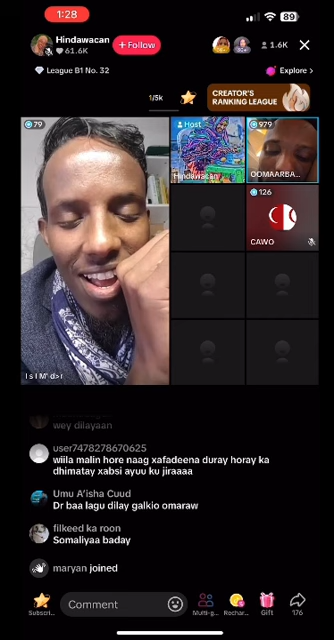 1:28
89
Hindawacan
61.6K
+ Follow
1.6K
League B1 No. 32
Explore >
1/5k
CREATOR'S
RANKING LEAGUE
79
Host
Hindawacan
979
OOMAARBA...
126
CAWO
wey dilayaan
user7478278670625
wiila malin hore naag xafadeena duray horay ka
dhimatay xabsi ayuu ku jiraaaa
Umu A'isha Cuud
Dr baa lagu dilay galkio omaraw
filkeed ka roon
Somaliyaa baday
maryan joined
Comment
Subscri...
Multi-g...
Rechar...
Gift
176